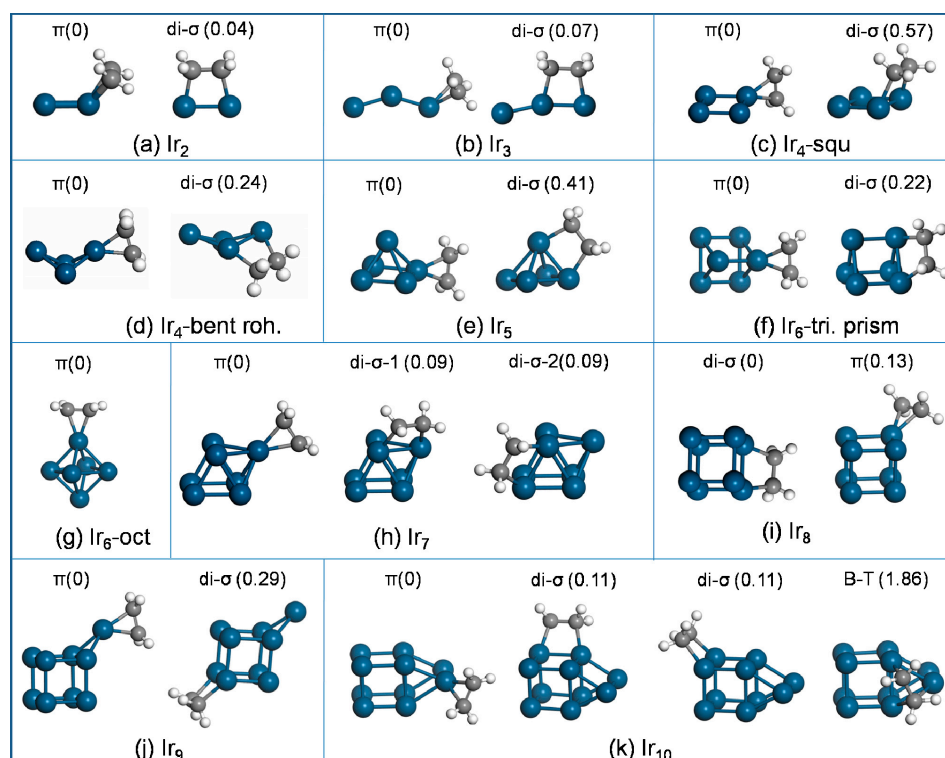 π(0) di-σ (0.04) π(0) di-σ (0.07) π(0) di-σ(0.57)
(a) Ir₂ (b) Ir₃ (c) Ir₄-squ
π(0) di-σ (0.24) π(0) di-σ(0.41) π(0) di-σ (0.22)
(d) Ir₄-bent roh. (e) Ir₅ (f) Ir₆-tri. prism
π(0) π(0) di-σ-1 (0.09) di-σ-2(0.09) di-σ (0) π(0.13)
(g) Ir₆-oct (h) Ir₇ (i) Ir₈
π(0) di-σ (0.29) π(0) di-σ (0.11) di-σ (0.11) B-T (1.86)
(j) Ir₉ (k) Ir₁₀